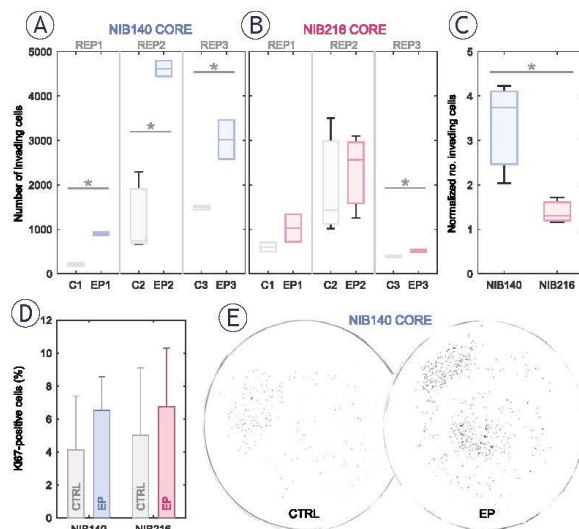 A NIB140 CORE B NIB216 CORE C
REP1 REP2 REP3 REP1 REP2 REP3
Number of invading cells
5000
4000
3000
2000
1000
0
C1 EP1 C2 EP2 C3 EP3 C1 EP1 C2 EP2 C3 EP3
* * * * *
Normalized no. invading cells
5
4
3
2
1
0
NIB140 NIB216
D E NIB140 CORE
Ki67-positive cells (%)
12
10
8
6
4
2
0
CTRL EP CTRL EP
NIB140 NIB216
CTRL EP